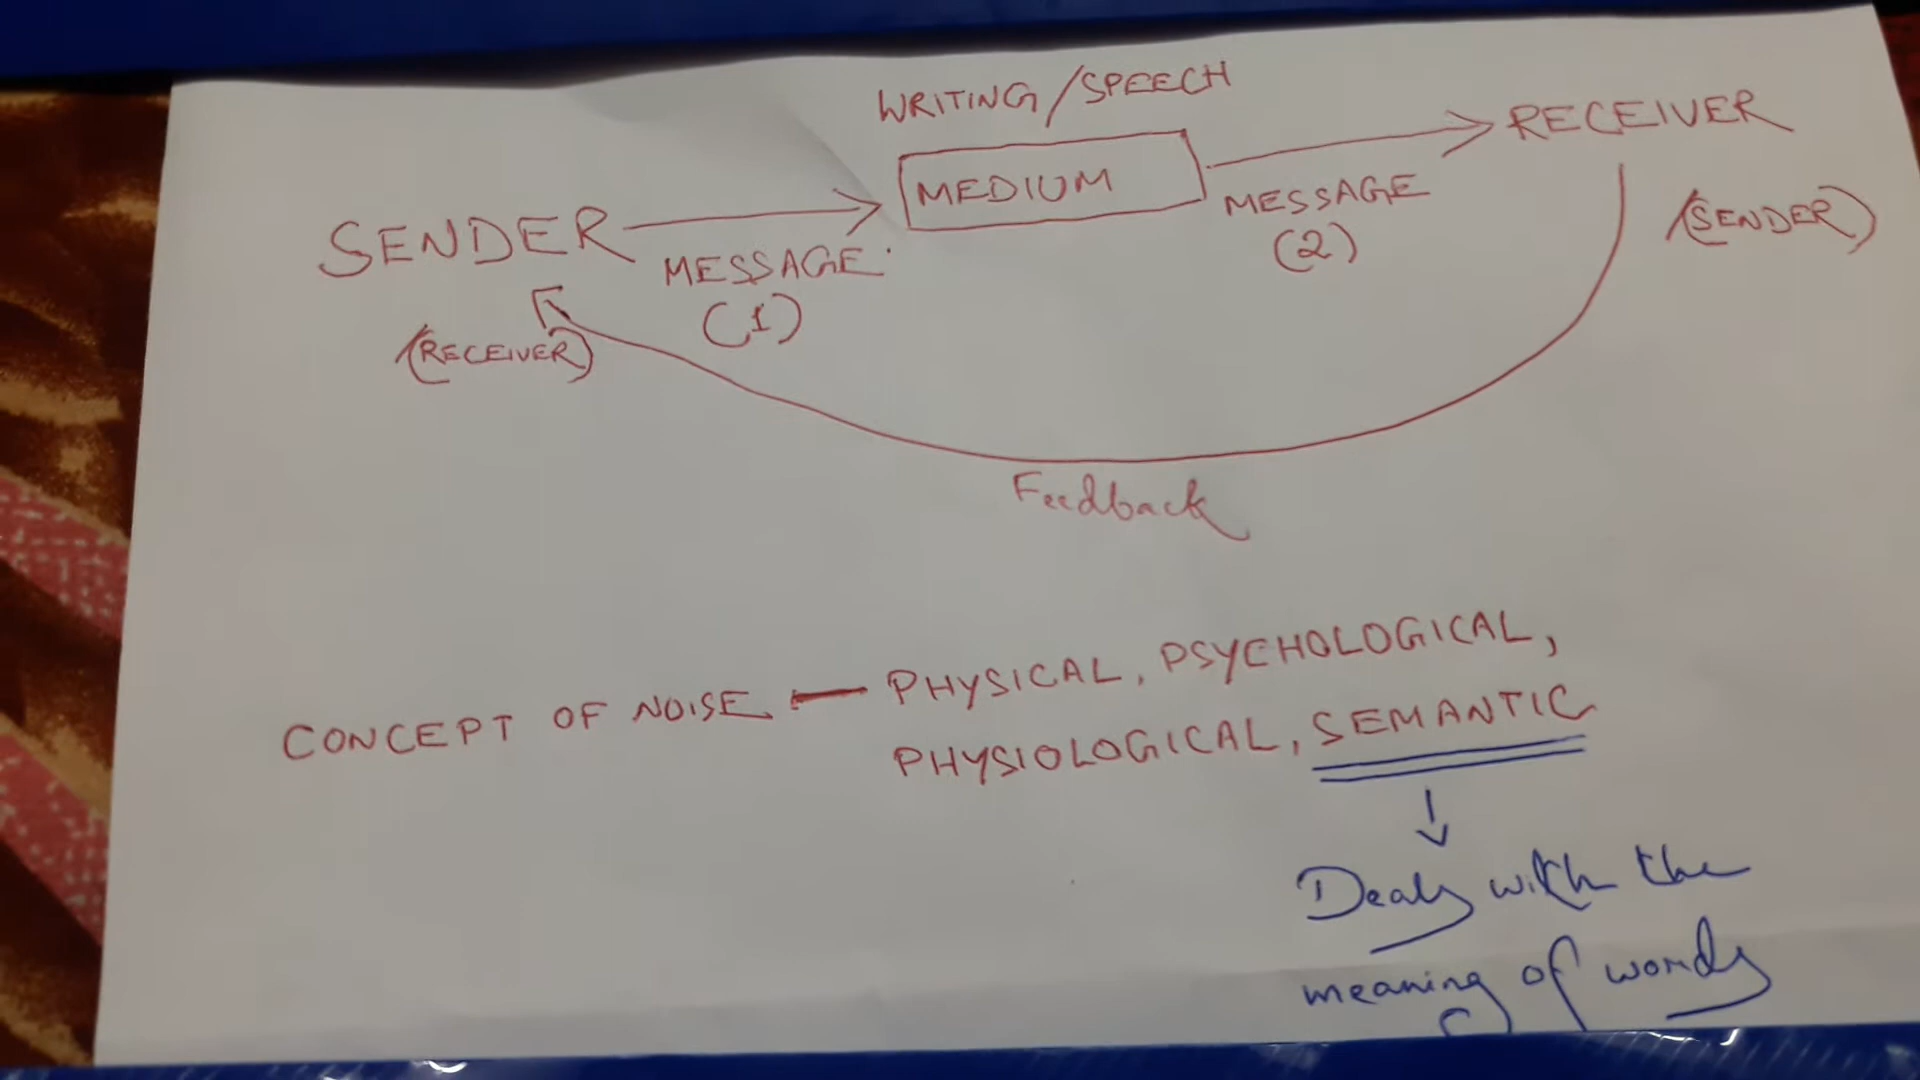 WRITING/SPEECH
SENDER
MESSAGE
(1)
MEDIUM
MESSAGE
(2)
RECEIVER
(SENDER)
(RECEIVER)
Feedback
CONCEPT OF NOISE — PHYSICAL, PSYCHOLOGICAL,
PHYSIOLOGICAL, SEMANTIC
Deals with the
meaning of words